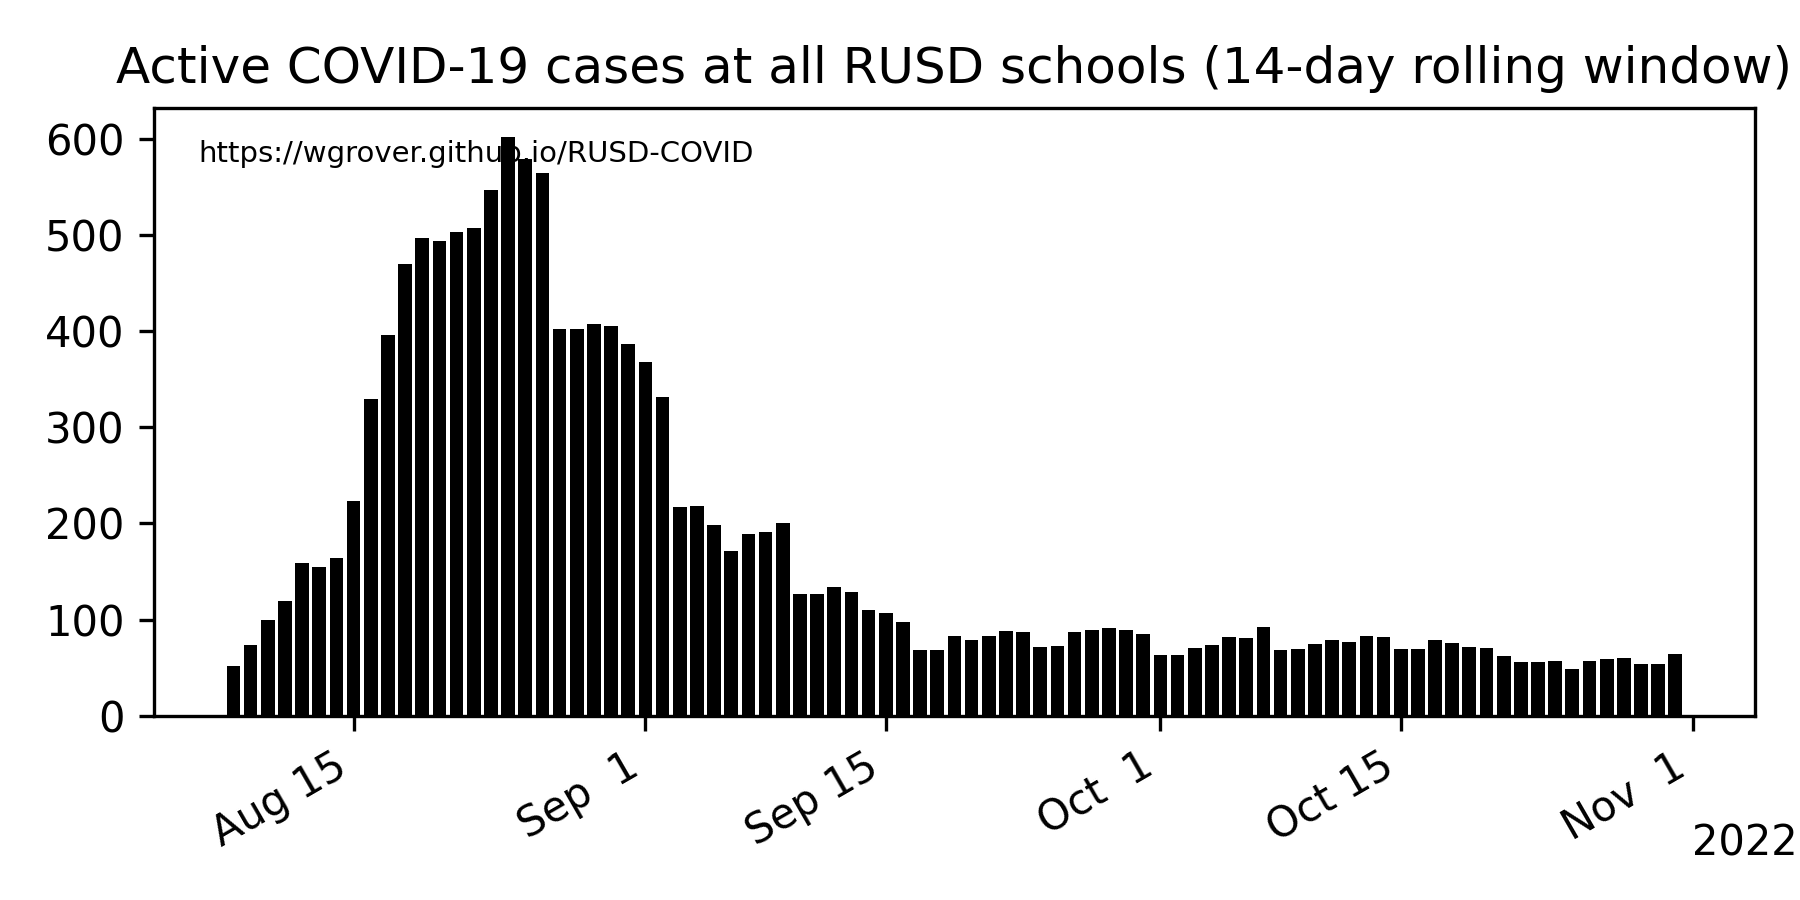 Active COVID-19 cases at all RUSD schools (14-day rolling window)
https://wgrover.github.io/RUSD-COVID
600
500
400
300
200
100
0
Aug 15
Sep 1
Sep 15
Oct 1
Oct 15
Nov 1
2022